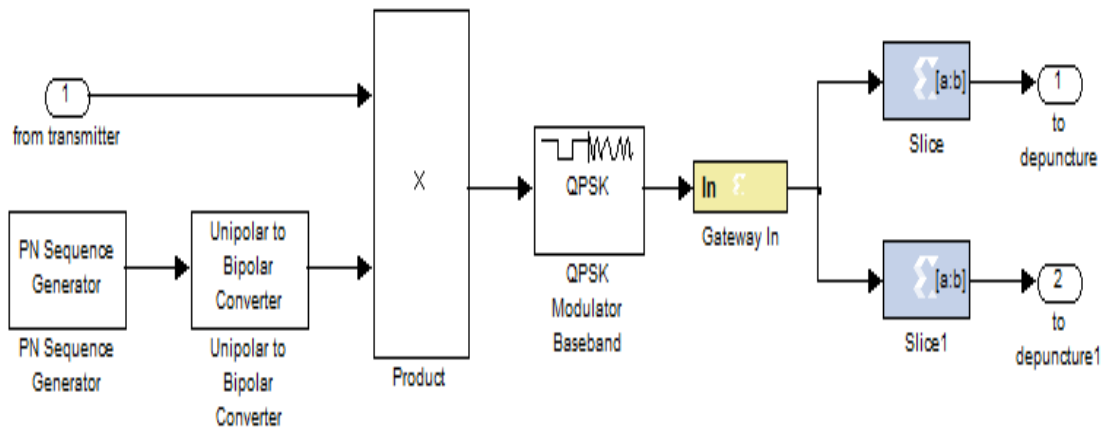 1
from transmitter
PN Sequence
Generator
PN Sequence
Generator
Unipolar to
Bipolar
Converter
Unipolar to
Bipolar
Converter
X
Product
QPSK
QPSK
Modulator
Baseband
In
Gateway In
[a:b]
Slice
1
to
depuncture
[a:b]
Slice1
2
to
depuncture1